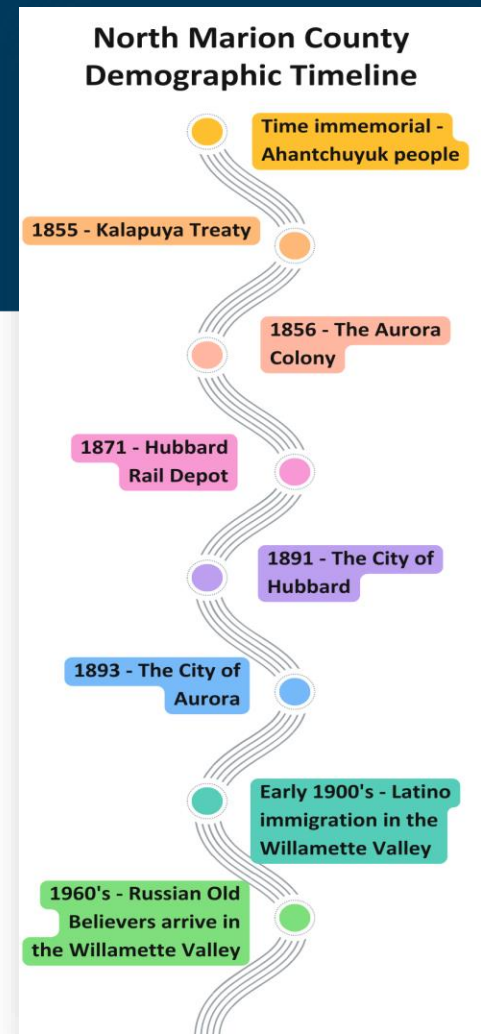 North Marion County
Demographic Timeline
Time immemorial -
Ahantchuyuk people
1855 - Kalapuya Treaty
1856 - The Aurora
Colony
1871 - Hubbard
Rail Depot
1891 - The City of
Hubbard
1893 - The City of
Aurora
Early 1900's - Latino
immigration in the
Willamette Valley
1960's - Russian Old
Believers arrive in
the Willamette Valley